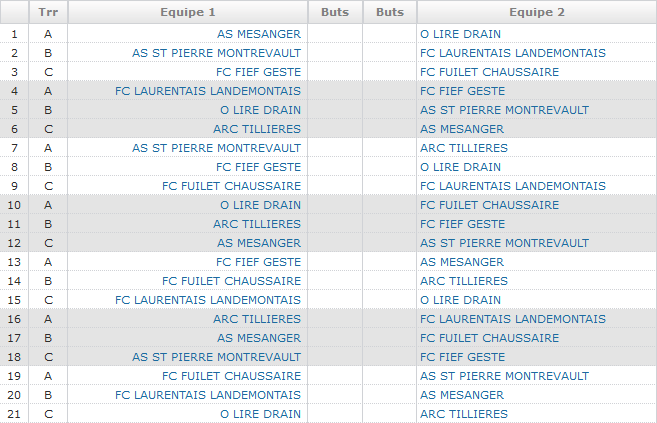 Trr Equipe 1 Buts Buts Equipe 2
1 A AS MESANGER O LIRE DRAIN
2 B AS ST PIERRE MONTREVAULT FC LAURENTAIS LANDEMONTAIS
3 C FC FIEF GESTE FC FUILET CHAUSSAIRE
4 A FC LAURENTAIS LANDEMONTAIS FC FIEF GESTE
5 B O LIRE DRAIN AS ST PIERRE MONTREVAULT
6 C ARC TILLIERES AS MESANGER
7 A AS ST PIERRE MONTREVAULT ARC TILLIERES
8 B FC FIEF GESTE O LIRE DRAIN
9 C FC FUILET CHAUSSAIRE FC LAURENTAIS LANDEMONTAIS
10 A O LIRE DRAIN FC FUILET CHAUSSAIRE
11 B ARC TILLIERES FC FIEF GESTE
12 C AS MESANGER AS ST PIERRE MONTREVAULT
13 A FC FIEF GESTE AS MESANGER
14 B FC FUILET CHAUSSAIRE ARC TILLIERES
15 C FC LAURENTAIS LANDEMONTAIS O LIRE DRAIN
16 A ARC TILLIERES FC LAURENTAIS LANDEMONTAIS
17 B AS MESANGER FC FUILET CHAUSSAIRE
18 C AS ST PIERRE MONTREVAULT FC FIEF GESTE
19 A FC FUILET CHAUSSAIRE AS ST PIERRE MONTREVAULT
20 B FC LAURENTAIS LANDEMONTAIS AS MESANGER
21 C O LIRE DRAIN ARC TILLIERES